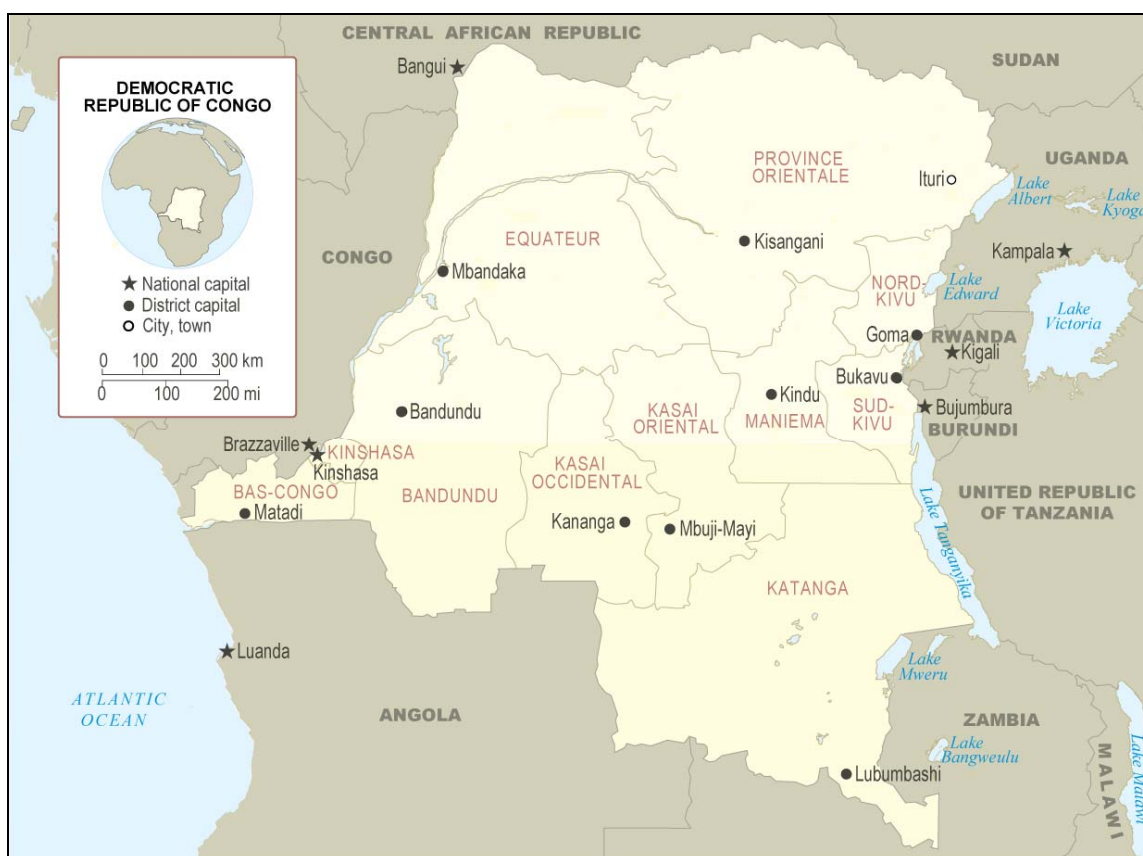 CENTRAL AFRICAN REPUBLIC
SUDAN
Bangui
DEMOCRATIC
REPUBLIC OF CONGO
National capital
District capital
City, town
0 100 200 300 km
0 100 200 mi
PROVINCE
ORIENTALE
Ituri
UGANDA
Lake
Albert
Lake
Kyoga
CONGO
EQUATEUR
Mbandaka
Kisangani
Kampala
NORD-
KIVU
Lake
Edward
Lake
Victoria
Goma
RWANDA
Kigali
Bukavu
Bandundu
KASAI
ORIENTAL
Kindu
MANIEMA
SUD-
KIVU
Bujumbura
BURUNDI
Brazzaville
KINSHASA
Kinshasa
BAS-CONGO
Matadi
BANDUNDU
KASAI
OCCIDENTAL
Kananga
Mbuji-Mayi
Lake Tanganyika
UNITED REPUBLIC
OF TANZANIA
KATANGA
Luanda
Lake
Mweru
ATLANTIC
OCEAN
ANGOLA
ZAMBIA
Lake
Bangweulu
Lubumbashi
MALAWI
Lake Malawi